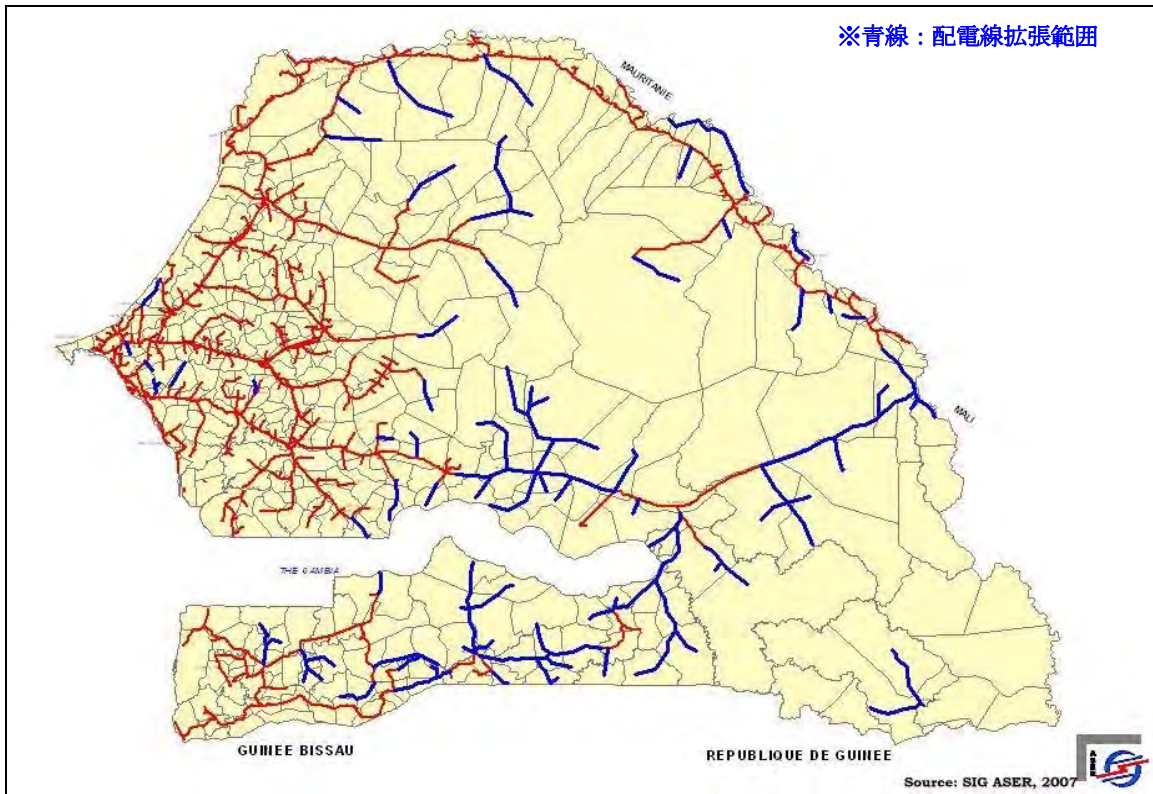 ※青線：配電線拡張範囲
MAURITANIE
MALI
THE GAMBIA
GUINEE BISSAU
REPUBLIQUE DE GUINEE
ASER
Source: SIG ASER, 2007